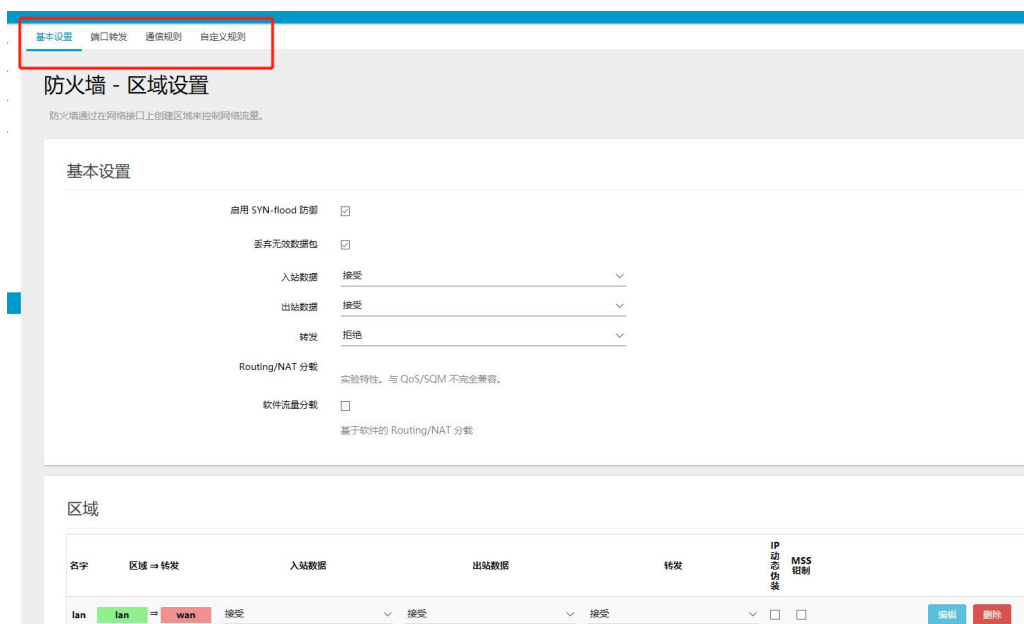 基本设置 端口转发 通信规则 自定义规则
防火墙 - 区域设置
防火墙通过在网络接口上创建区域来控制网络流量。
基本设置
启用 SYN-flood 防御
丢弃无效数据包
入站数据 接受
出站数据 接受
转发 拒绝
Routing/NAT 分载
实验特性。与 QoS/SQM 不完全兼容。
软件流量分载
基于软件的 Routing/NAT 分载
区域
名字 区域 ⇒ 转发 入站数据 出站数据 转发 IP动态伪装 MSS钳制
lan lan ⇒ wan 接受 接受 接受 编辑 删除